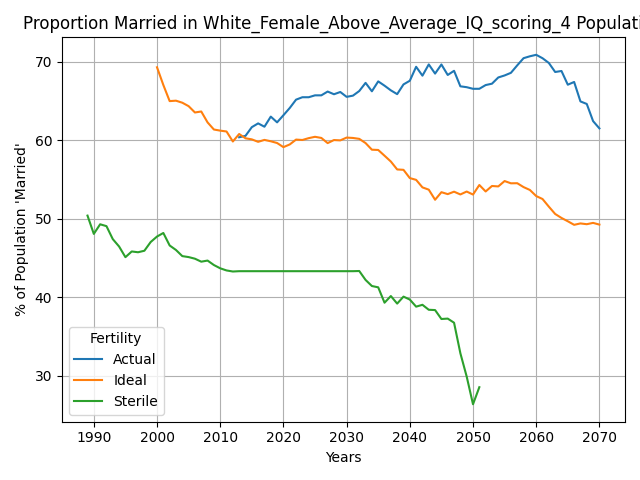 Proportion Married in White_Female_Above_Average_IQ_scoring_4 Populati
% of Population 'Married'
70
60
50
40
30
Fertility
Actual
Ideal
Sterile
1990 2000 2010 2020 2030 2040 2050 2060 2070
Years